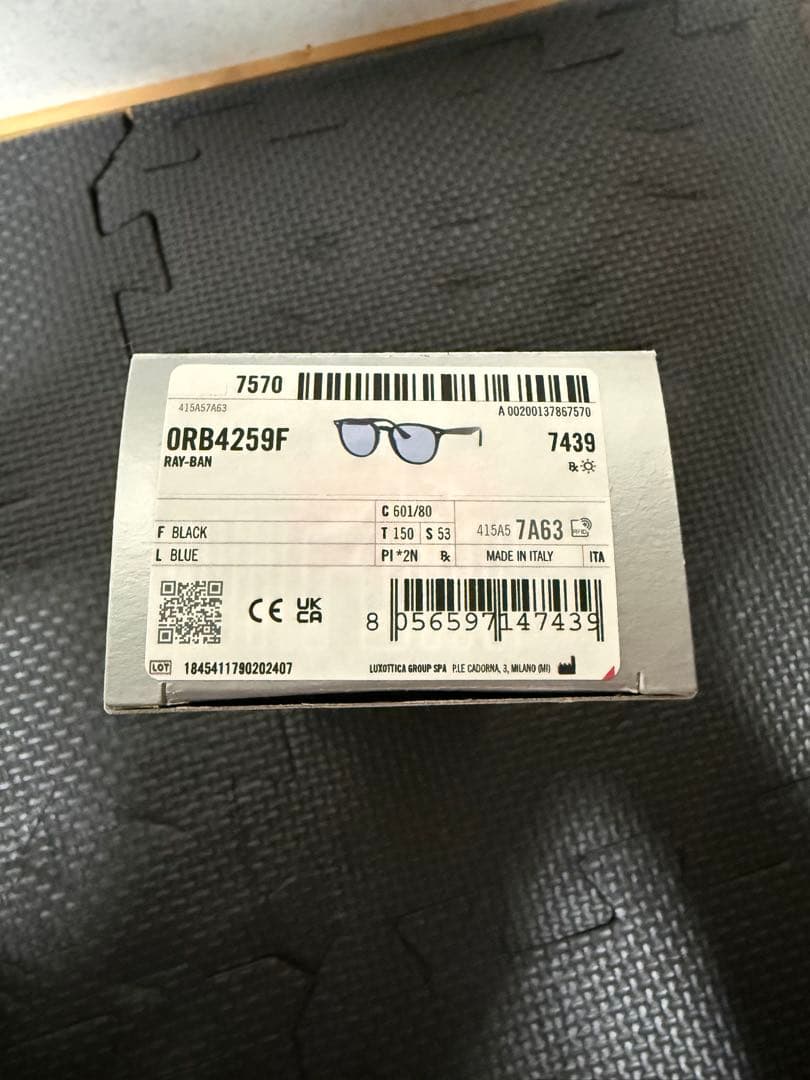 7570
415A57A63
A 00200137867570
0RB4259F
7439
RAY-BAN
℞
C 601/80
F BLACK
T 150 S 53
415A5 7A63
RFID
L BLUE
PI *2N ℞
MADE IN ITALY
ITA
CE UK CA
8 056597 147439
LOT 1845411790202407
LUXOTTICA GROUP SPA P.LE CADORNA, 3, MILANO (MI)